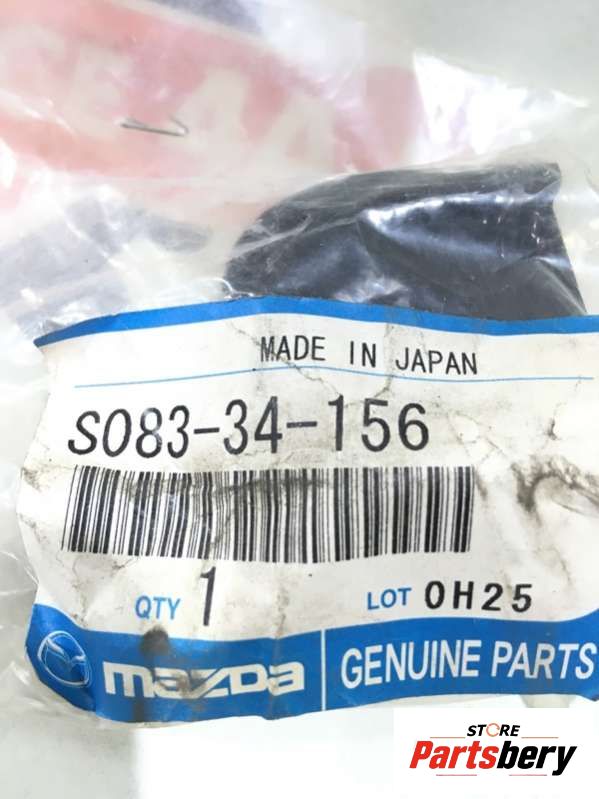 MADE IN JAPAN
S083-34-156
QTY 1 LOT 0H25
mazda GENUINE PARTS
STORE
Partsbery